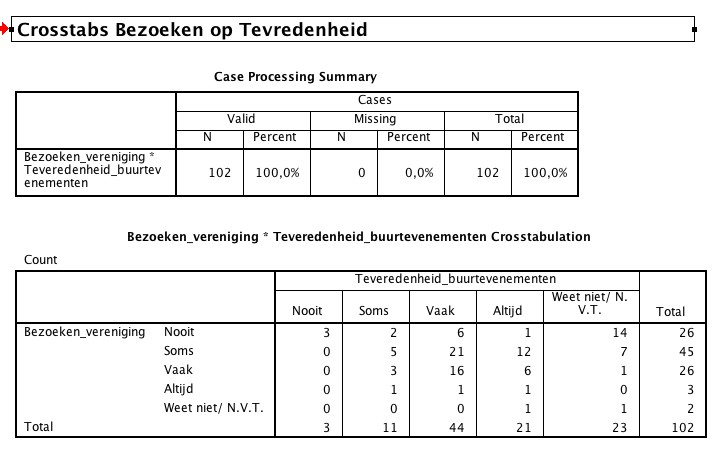 Crosstabs Bezoeken op Tevredenheid
Case Processing Summary
Cases
Valid Missing Total
N Percent N Percent N Percent
Bezoeken_vereniging *
Teveredenheid_buurtev
enementen
102 100,0% 0 0,0% 102 100,0%
Bezoeken_vereniging * Teveredenheid_buurtevenementen Crosstabulation
Count
Teveredenheid_buurtevenementen
Nooit Soms Vaak Altijd Weet niet/ N.
V.T. Total
Bezoeken_vereniging Nooit 3 2 6 1 14 26
Soms 0 5 21 12 7 45
Vaak 0 3 16 6 1 26
Altijd 0 1 1 1 0 3
Weet niet/ N.V.T. 0 0 0 1 1 2
Total 3 11 44 21 23 102